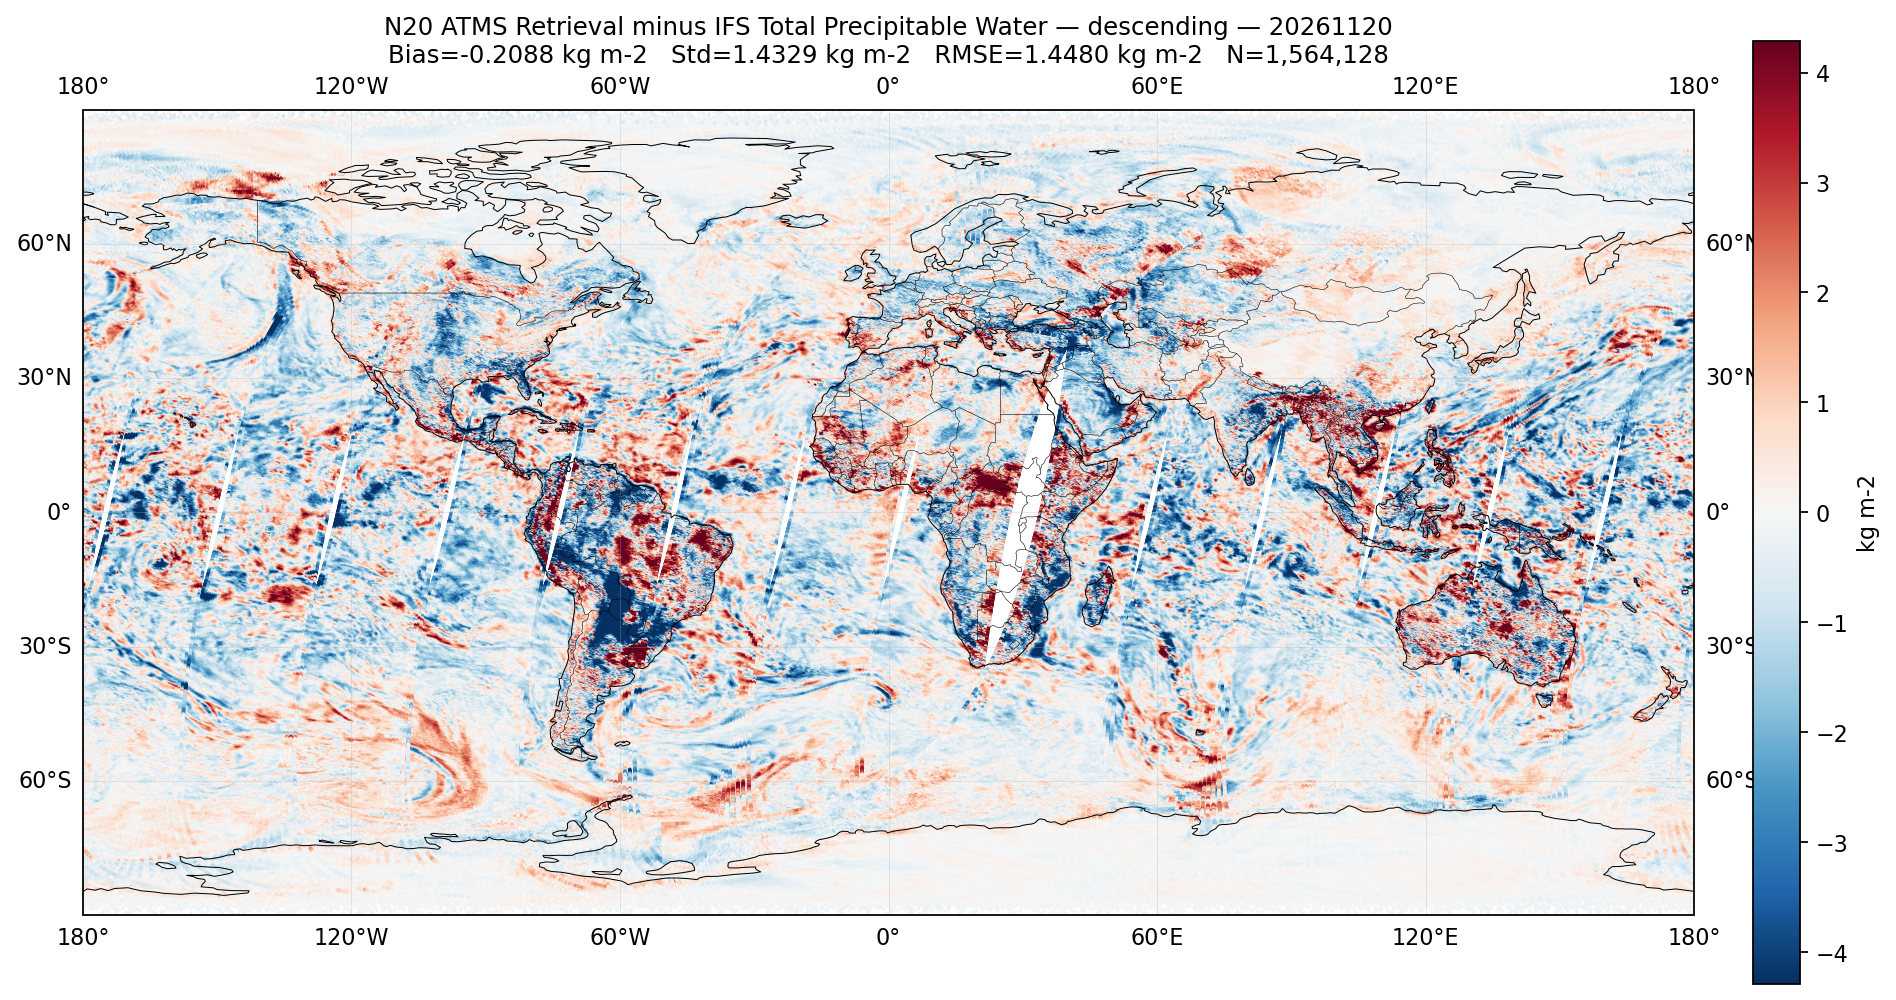 N20 ATMS Retrieval minus IFS Total Precipitable Water — descending — 20261120
Bias=-0.2088 kg m-2 Std=1.4329 kg m-2 RMSE=1.4480 kg m-2 N=1,564,128
180° 120°W 60°W 0° 60°E 120°E 180°
60°N 60°N
30°N 30°N
0° 0°
30°S 30°S
60°S 60°S
180° 120°W 60°W 0° 60°E 120°E 180°
4
3
2
1
0
−1
−2
−3
−4
kg m-2